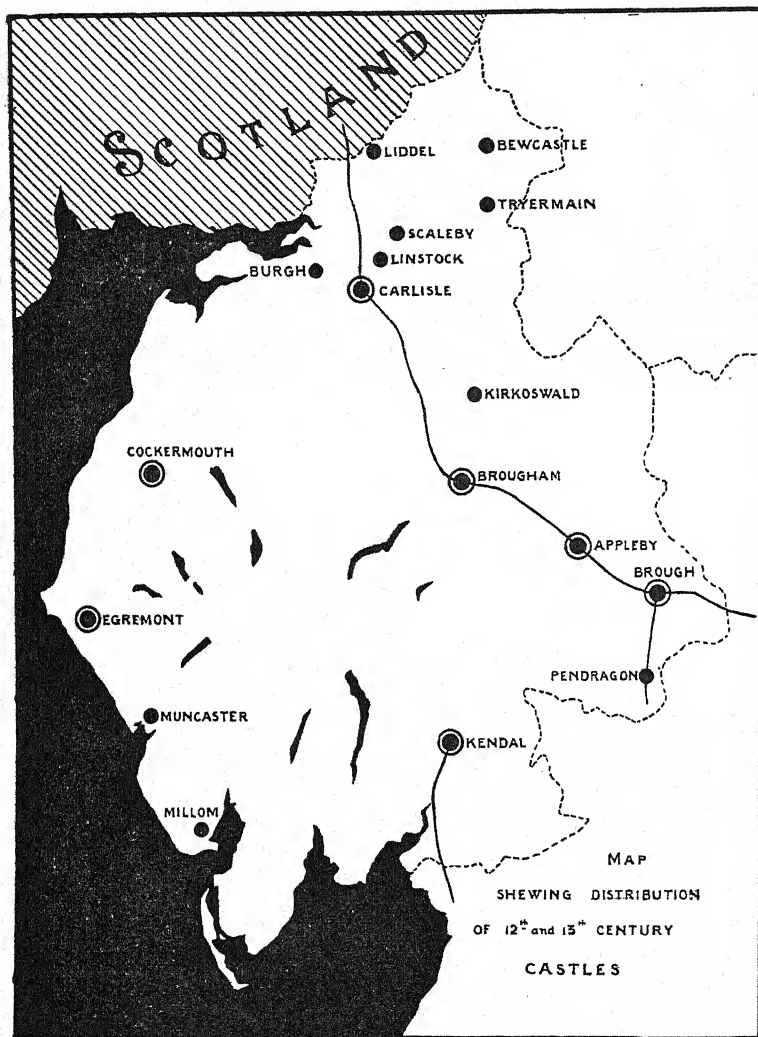 SCOTLAND
LIDDEL
BEWCASTLE
TRYERMAIN
SCALEBY
LINSTOCK
BURGH
CARLISLE
KIRKOSWALD
COCKERMOUTH
BROUGHAM
APPLEBY
BROUGH
EGREMONT
PENDRAGON
MUNCASTER
KENDAL
MILLOM
MAP
SHEWING DISTRIBUTION
OF 12th and 13th CENTURY
CASTLES